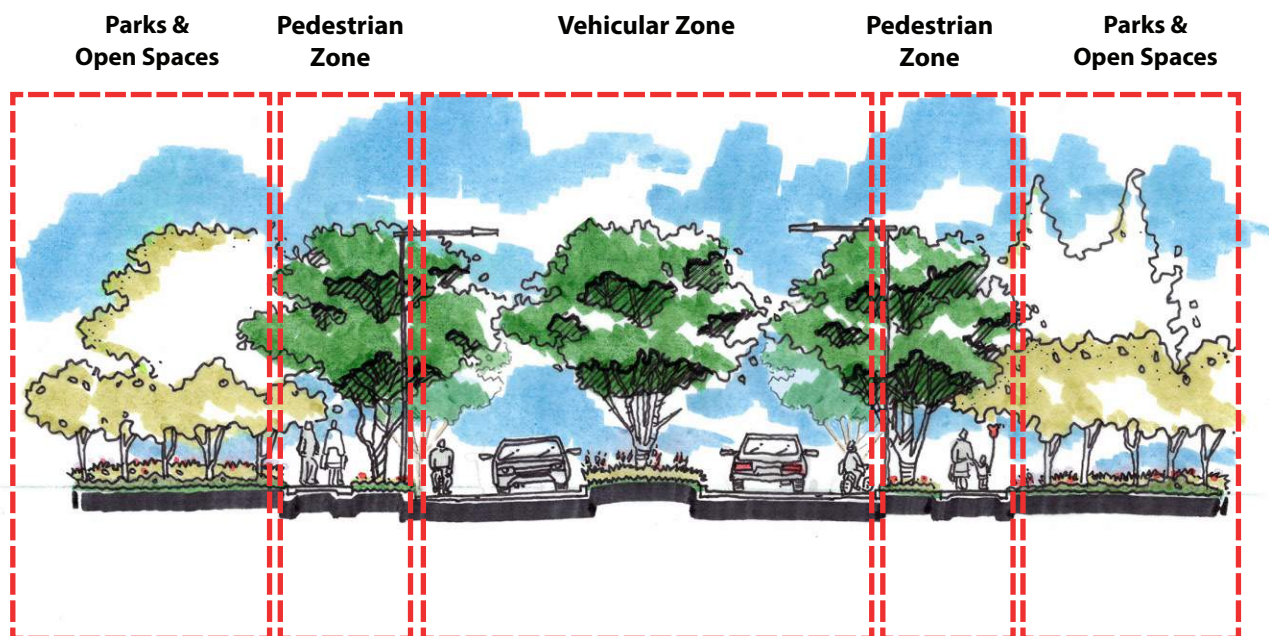 Parks &
Open Spaces
Pedestrian
Zone
Vehicular Zone
Pedestrian
Zone
Parks &
Open Spaces